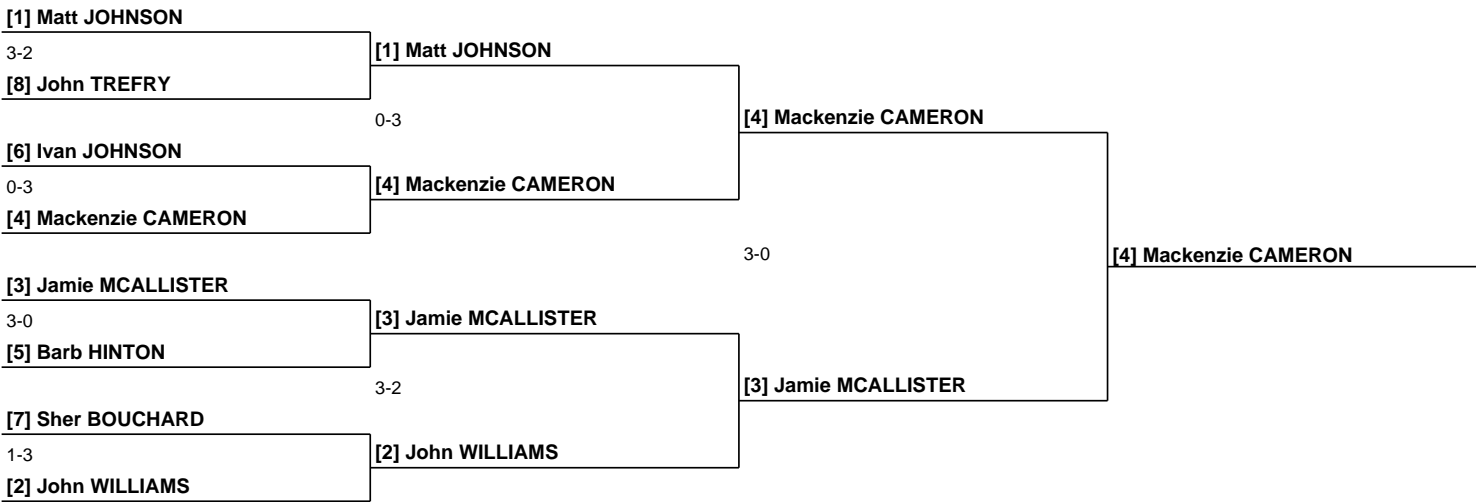 [1] Matt JOHNSON
3-2
[1] Matt JOHNSON
[8] John TREFRY
0-3
[4] Mackenzie CAMERON
[6] Ivan JOHNSON
0-3
[4] Mackenzie CAMERON
[4] Mackenzie CAMERON
3-0
[4] Mackenzie CAMERON
[3] Jamie MCALLISTER
3-0
[3] Jamie MCALLISTER
[5] Barb HINTON
3-2
[3] Jamie MCALLISTER
[7] Sher BOUCHARD
1-3
[2] John WILLIAMS
[2] John WILLIAMS